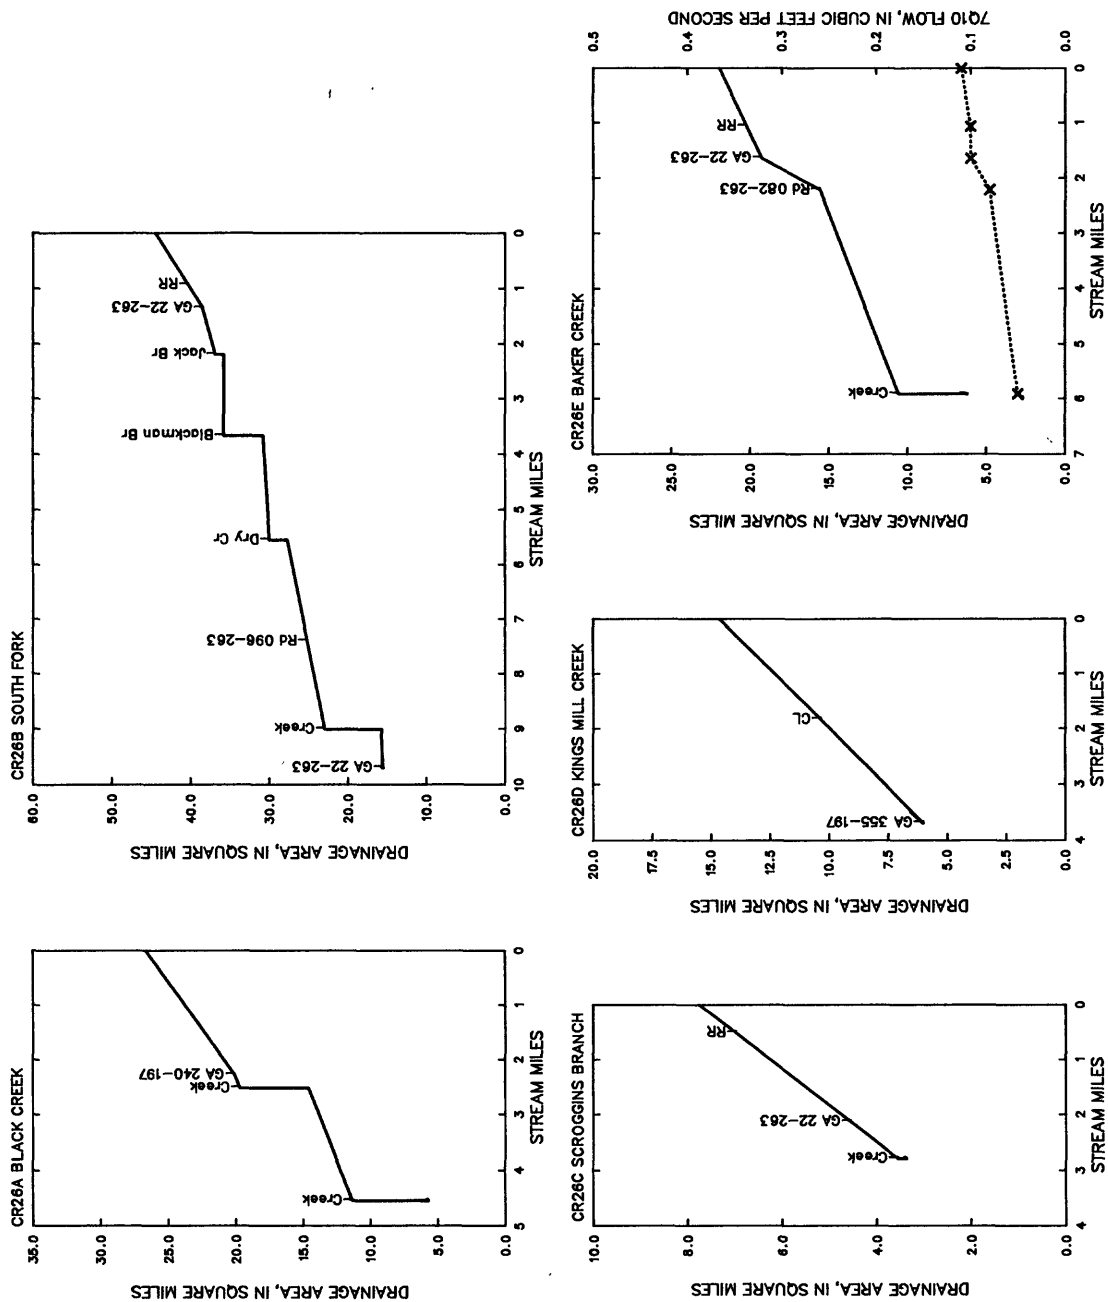 CR26A BLACK CREEK
DRAINAGE AREA, IN SQUARE MILES
35.0
30.0
25.0
20.0
15.0
10.0
5.0
0.0
Creek
Creek
GA 240-197
5
4
3
2
1
0
STREAM MILES
CR26B SOUTH FORK
DRAINAGE AREA, IN SQUARE MILES
60.0
50.0
40.0
30.0
20.0
10.0
0.0
GA 22-263
Creek
Rd 096-263
Dry Cr
Blackman Br
Jack Br
GA 22-263
RR
10
9
8
7
6
5
4
3
2
1
0
STREAM MILES
CR26C SCROGGINS BRANCH
DRAINAGE AREA, IN SQUARE MILES
10.0
8.0
6.0
4.0
2.0
0.0
Creek
GA 22-263
RR
4
3
2
1
0
STREAM MILES
CR26D KINGS MILL CREEK
DRAINAGE AREA, IN SQUARE MILES
20.0
17.5
15.0
12.5
10.0
7.5
5.0
2.5
0.0
GA 355-197
CL
4
3
2
1
0
STREAM MILES
CR26E BAKER CREEK
DRAINAGE AREA, IN SQUARE MILES
30.0
25.0
20.0
15.0
10.0
5.0
0.0
Creek
Rd 082-263
GA 22-263
RR
7
6
5
4
3
2
1
0
STREAM MILES
0.5
0.4
0.3
0.2
0.1
0.0
7Q10 FLOW, IN CUBIC FEET PER SECOND